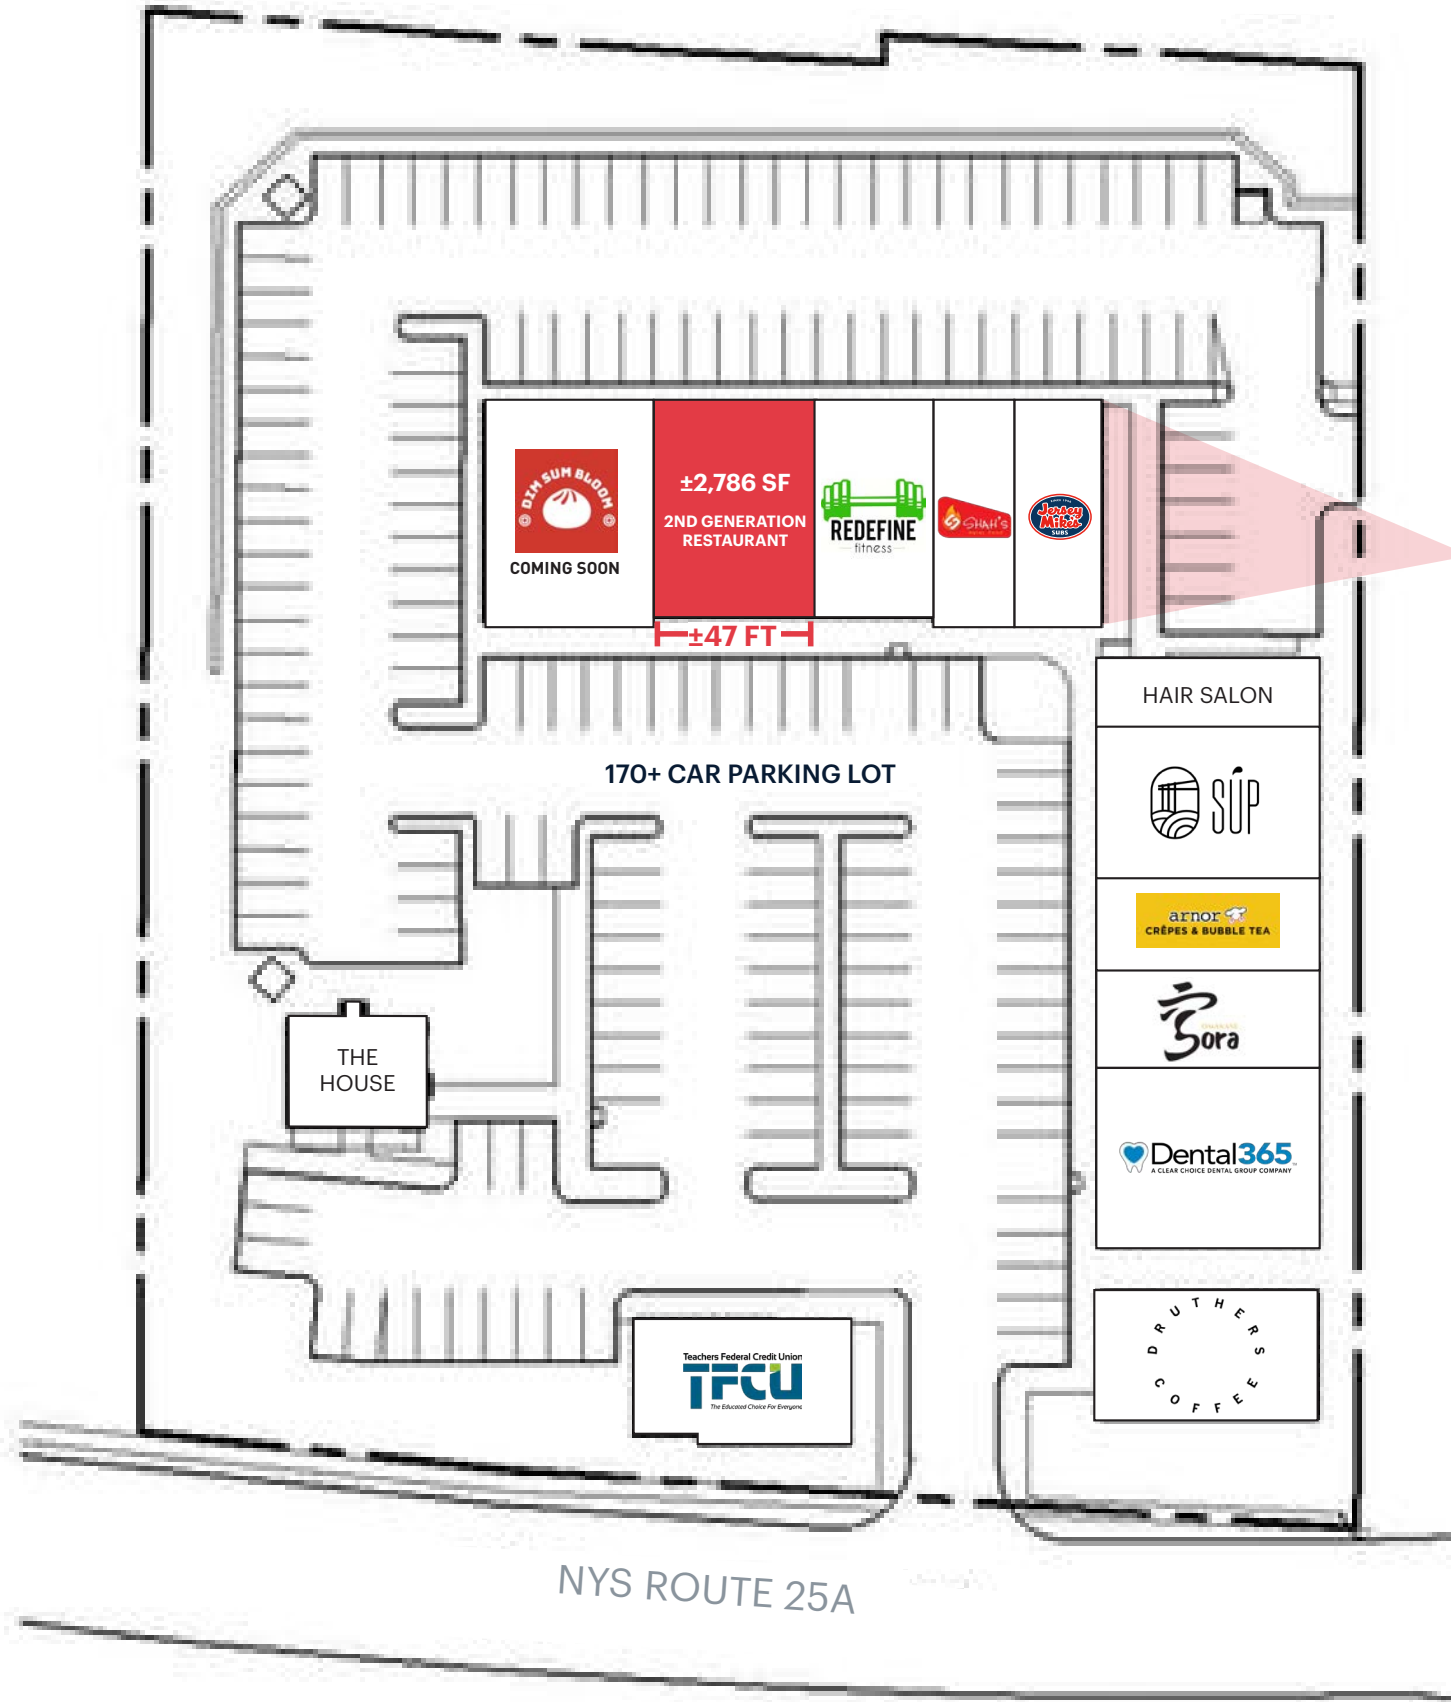 DIM SUM BLOOM
COMING SOON
±2,786 SF
2ND GENERATION
RESTAURANT
±47 FT
REDEFINE
fitness
SHAH'S
Jersey
Mike's
SUBS
HAIR SALON
SÚP
170+ CAR PARKING LOT
arnor
CRÊPES & BUBBLE TEA
Sora
THE
HOUSE
Dental365
A CLEAR CHOICE DENTAL GROUP COMPANY
DRUTHERS
COFFEE
Teachers Federal Credit Union
TFCU
The Educated Choice For Everyone
NYS ROUTE 25A